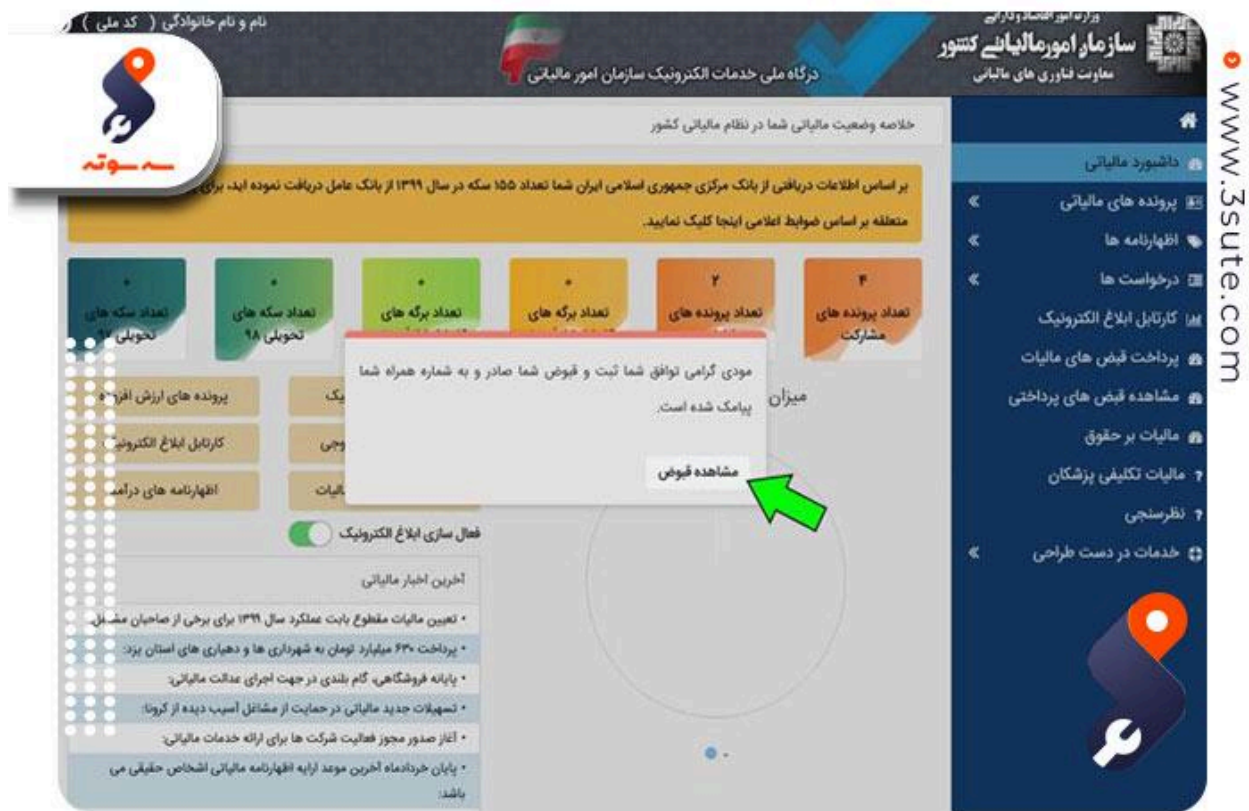 نام و نام خانوادگی ( کد ملی )
سازمان امور مالیاتی کشور
معاونت فناوری های مالیاتی
درگاه ملی خدمات الکترونیک سازمان امور مالیاتی
سه سوته
www.3sute.com
داشبورد مالیاتی
پرونده های مالیاتی
اظهارنامه ها
درخواست ها
کارتابل ابلاغ الکترونیک
پرداخت قبض های مالیات
مشاهده قبض های پرداختی
مالیات بر حقوق
مالیات تکلیفی پزشکان
نظرسنجی
خدمات در دست طراحی
خلاصه وضعیت مالیاتی شما در نظام مالیاتی کشور
بر اساس اطلاعات دریافتی از بانک مرکزی جمهوری اسلامی ایران شما تعداد ۱۵۵ سکه در سال ۱۳۹۹ از بانک عامل دریافت نموده اید، برای
متعلقه بر اساس ضوابط اعلامی اینجا کلیک نمایید.
۴
تعداد پرونده های
مشارکت
۲
تعداد پرونده های
۰
تعداد برگه های
۰
تعداد برگه های
۰
تعداد سکه های
تحویلی ۹۸
۰
تعداد سکه های
تحویلی ۹۷
مودی گرامی توافق شما ثبت و قبوض شما صادر و به شماره همراه شما
پیامک شده است.
مشاهده قبوض
میزان
پرونده های ارزش افزوده
کارتابل ابلاغ الکترونیک
اظهارنامه های درآمد
فعال سازی ابلاغ الکترونیک
آخرین اخبار مالیاتی
• تعیین مالیات مقطوع بابت عملکرد سال ۱۳۹۹ برای برخی از صاحبان مشاغل
• پرداخت ۶۳۰ میلیارد تومان به شهرداری ها و دهیاری های استان یزد:
• پایانه فروشگاهی، گام بلندی در جهت اجرای عدالت مالیاتی:
• تسهیلات جدید مالیاتی در حمایت از مشاغل آسیب دیده از کرونا:
• آغاز صدور مجوز فعالیت شرکت ها برای ارائه خدمات مالیاتی:
• پایان خردادماه آخرین موعد ارایه اظهارنامه مالیاتی اشخاص حقیقی می
باشد: